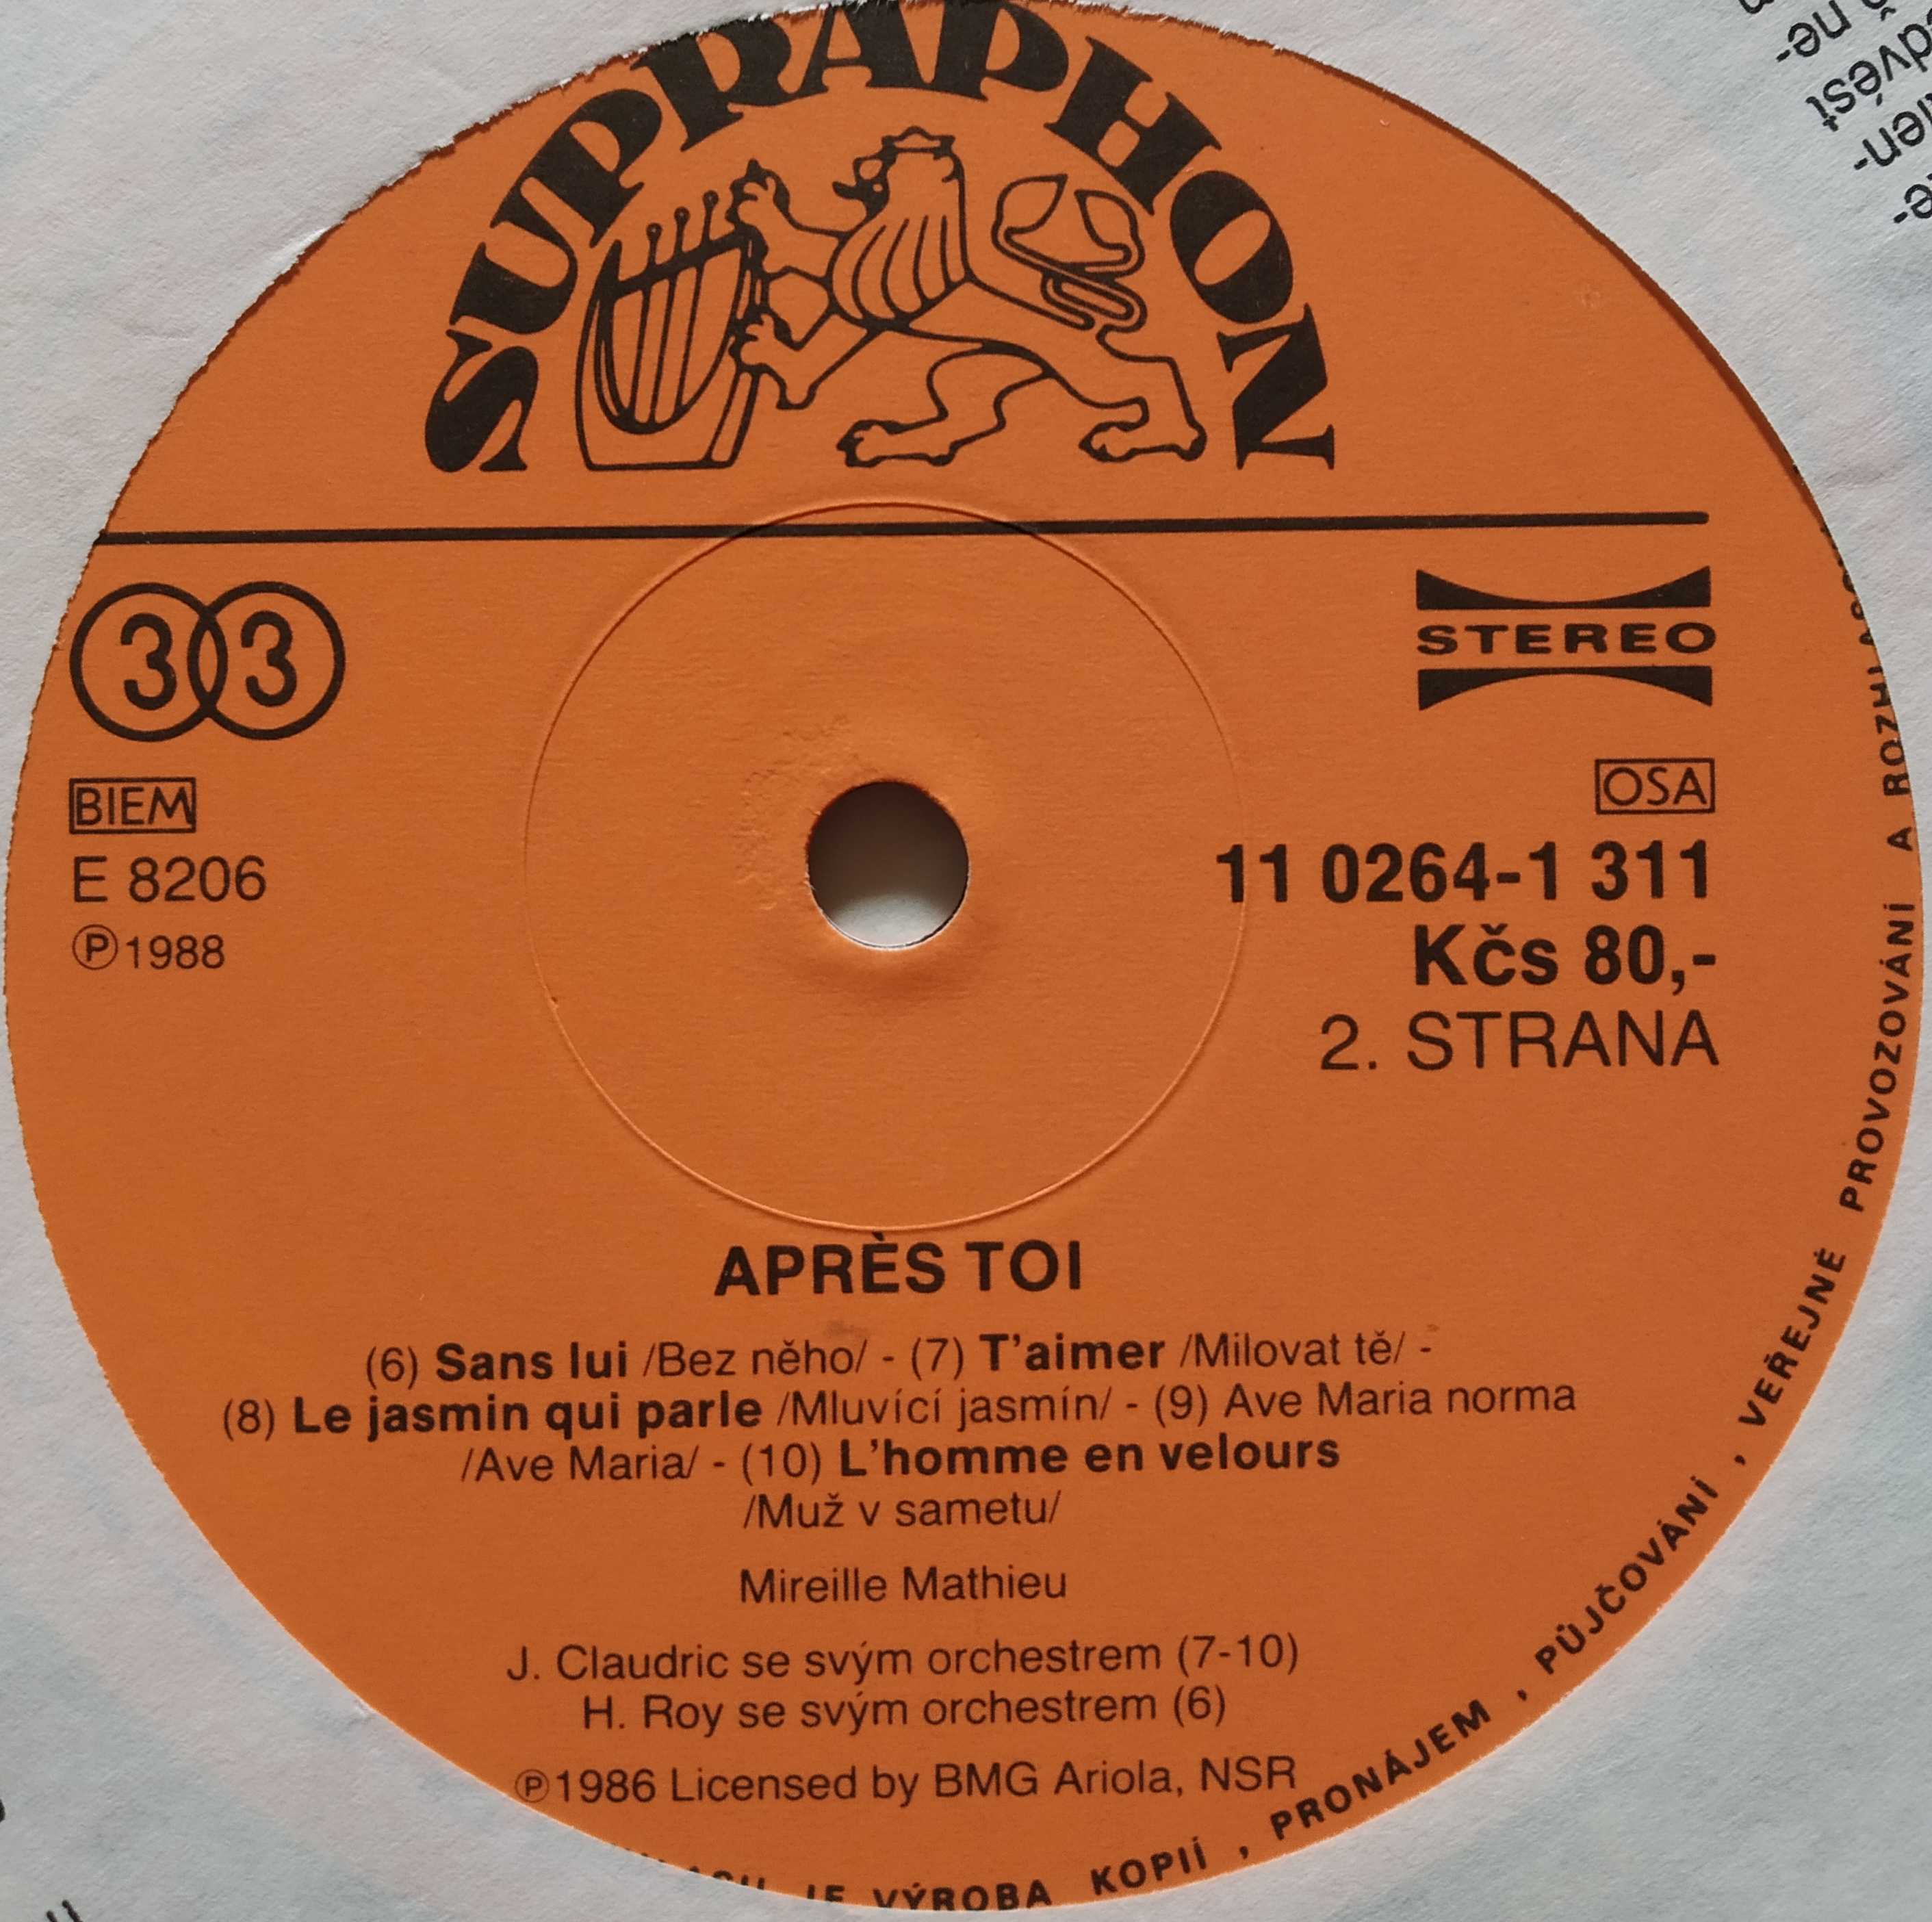 SUPRAPHON
33
STEREO
BIEM
OSA
E 8206
11 0264-1 311
℗1988
Kčs 80,-
2. STRANA
APRÈS TOI
(6) Sans lui /Bez něho/ - (7) T'aimer /Milovat tě/ -
(8) Le jasmin qui parle /Mluvící jasmín/ - (9) Ave Maria norma
/Ave Maria/ - (10) L'homme en velours
/Muž v sametu/
Mireille Mathieu
J. Claudric se svým orchestrem (7-10)
H. Roy se svým orchestrem (6)
℗1986 Licensed by BMG Ariola, NSR
JE VÝROBA KOPIÍ, PRONÁJEM, PŮJČOVÁNÍ, VEŘEJNÉ PROVOZOVÁNÍ A
ne-